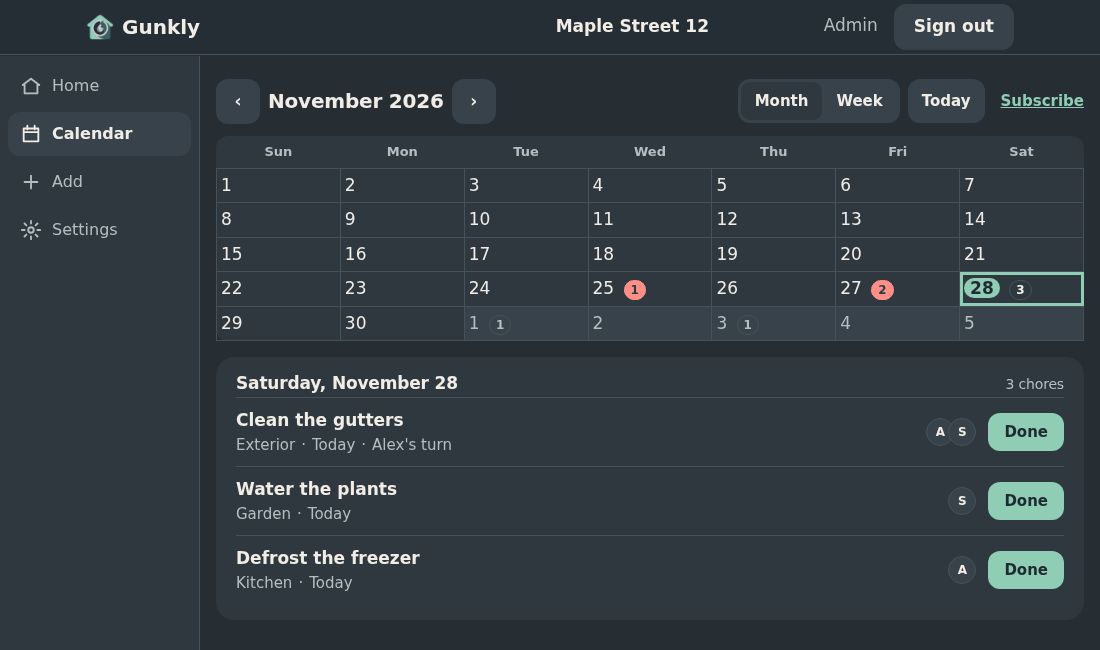 Gunkly
Maple Street 12
Admin
Sign out
Home
Calendar
Add
Settings
‹ November 2026 ›
Month Week Today Subscribe
Sun Mon Tue Wed Thu Fri Sat
1 2 3 4 5 6 7
8 9 10 11 12 13 14
15 16 17 18 19 20 21
22 23 24 25 1 26 27 2 28 3
29 30 1 1 2 3 1 4 5
Saturday, November 28 3 chores
Clean the gutters
Exterior · Today · Alex's turn
A S Done
Water the plants
Garden · Today
S Done
Defrost the freezer
Kitchen · Today
A Done